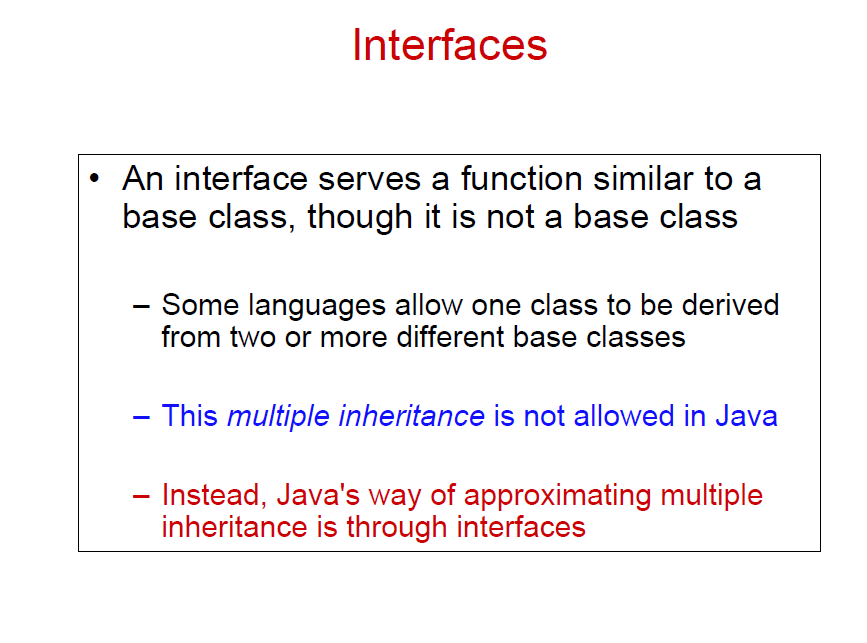 Interfaces
• An interface serves a function similar to a
base class, though it is not a base class
– Some languages allow one class to be derived
from two or more different base classes
– This multiple inheritance is not allowed in Java
– Instead, Java's way of approximating multiple
inheritance is through interfaces